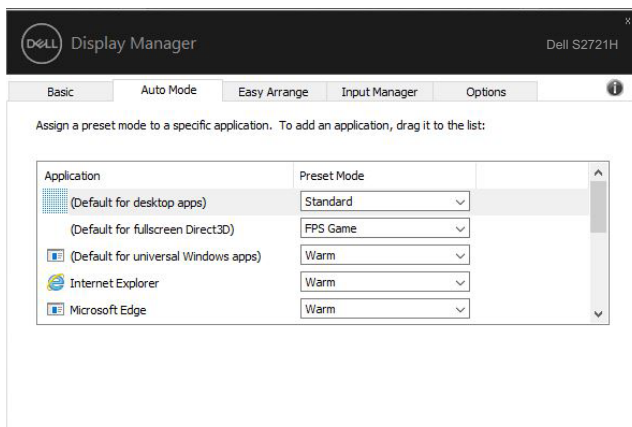 DELL Display Manager
x
Dell S2721H
Basic Auto Mode Easy Arrange Input Manager Options
Assign a preset mode to a specific application. To add an application, drag it to the list:
Application Preset Mode
(Default for desktop apps) Standard
(Default for fullscreen Direct3D) FPS Game
(Default for universal Windows apps) Warm
Internet Explorer Warm
Microsoft Edge Warm